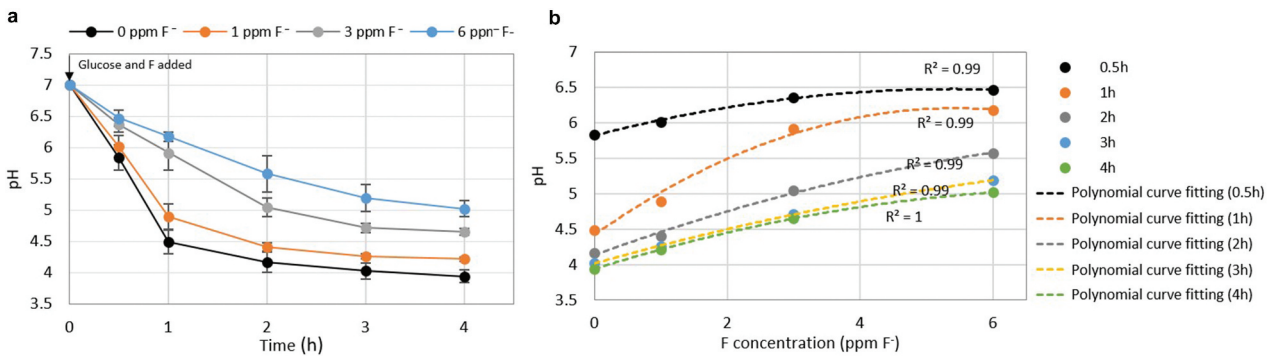 a
0 ppm F⁻ 1 ppm F⁻ 3 ppm F⁻ 6 ppn⁻ F-
7.5
7
6.5
6
5.5
5
4.5
4
3.5
pH
Glucose and F added
0 1 2 3 4
Time (h)
b
7
6.5
6
5.5
5
4.5
4
3.5
pH
R² = 0.99
R² = 0.99
R² = 0.99
R² = 0.99
R² = 1
0 2 4 6
F concentration (ppm F⁻)
0.5h
1h
2h
3h
4h
Polynomial curve fitting (0.5h)
Polynomial curve fitting (1h)
Polynomial curve fitting (2h)
Polynomial curve fitting (3h)
Polynomial curve fitting (4h)